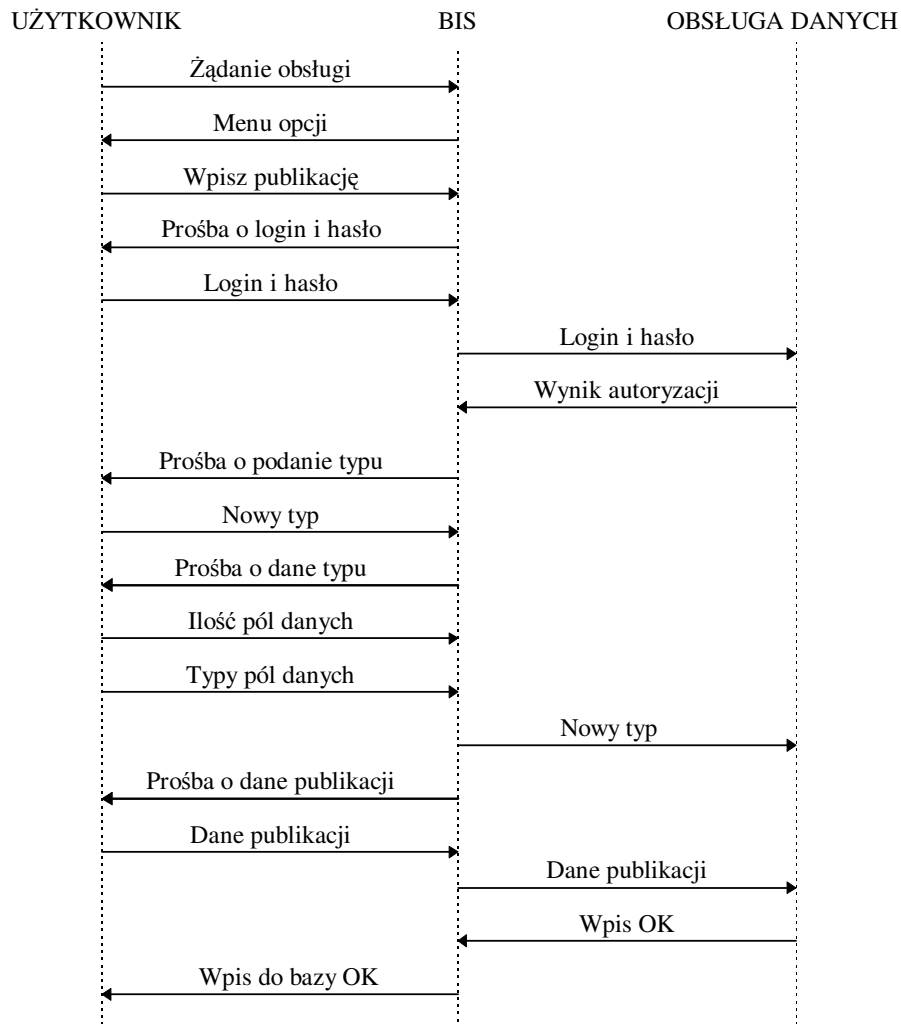 UŻYTKOWNIK BIS OBSŁUGA DANYCH
Żądanie obsługi
Menu opcji
Wpisz publikację
Prośba o login i hasło
Login i hasło
Login i hasło
Wynik autoryzacji
Prośba o podanie typu
Nowy typ
Prośba o dane typu
Ilość pól danych
Typy pól danych
Nowy typ
Prośba o dane publikacji
Dane publikacji
Dane publikacji
Wpis OK
Wpis do bazy OK